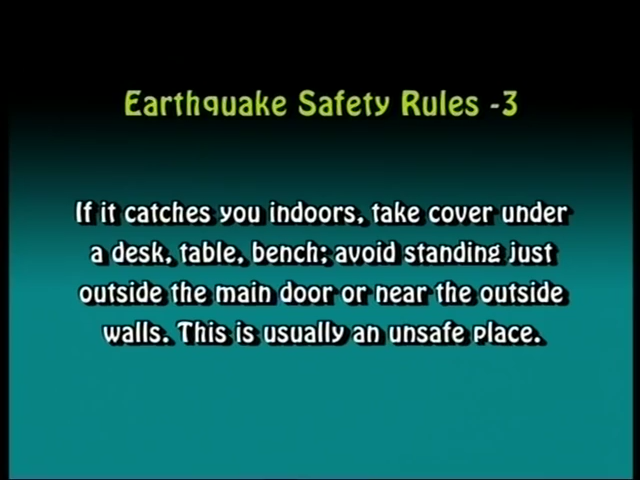 Earthquake Safety Rules -3
If it catches you indoors, take cover under
a desk, table, bench; avoid standing just
outside the main door or near the outside
walls. This is usually an unsafe place.